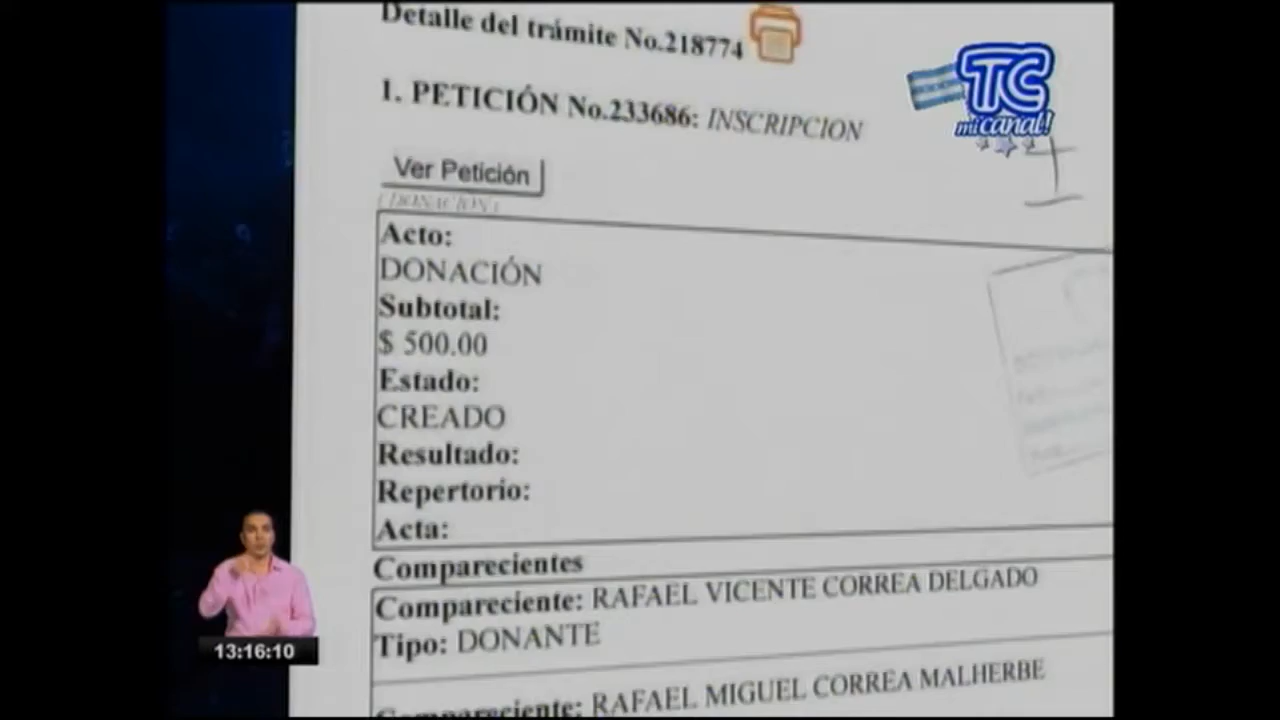 Detalle del trámite No.218774
1. PETICIÓN No.233686: INSCRIPCION
TC
mi canal!
Ver Petición
(DONACION)
Acto:
DONACIÓN
Subtotal:
$ 500.00
Estado:
CREADO
Resultado:
Repertorio:
Acta:
Comparecientes
Compareciente: RAFAEL VICENTE CORREA DELGADO
Tipo: DONANTE
Compareciente: RAFAEL MIGUEL CORREA MALHERBE
13:16:10